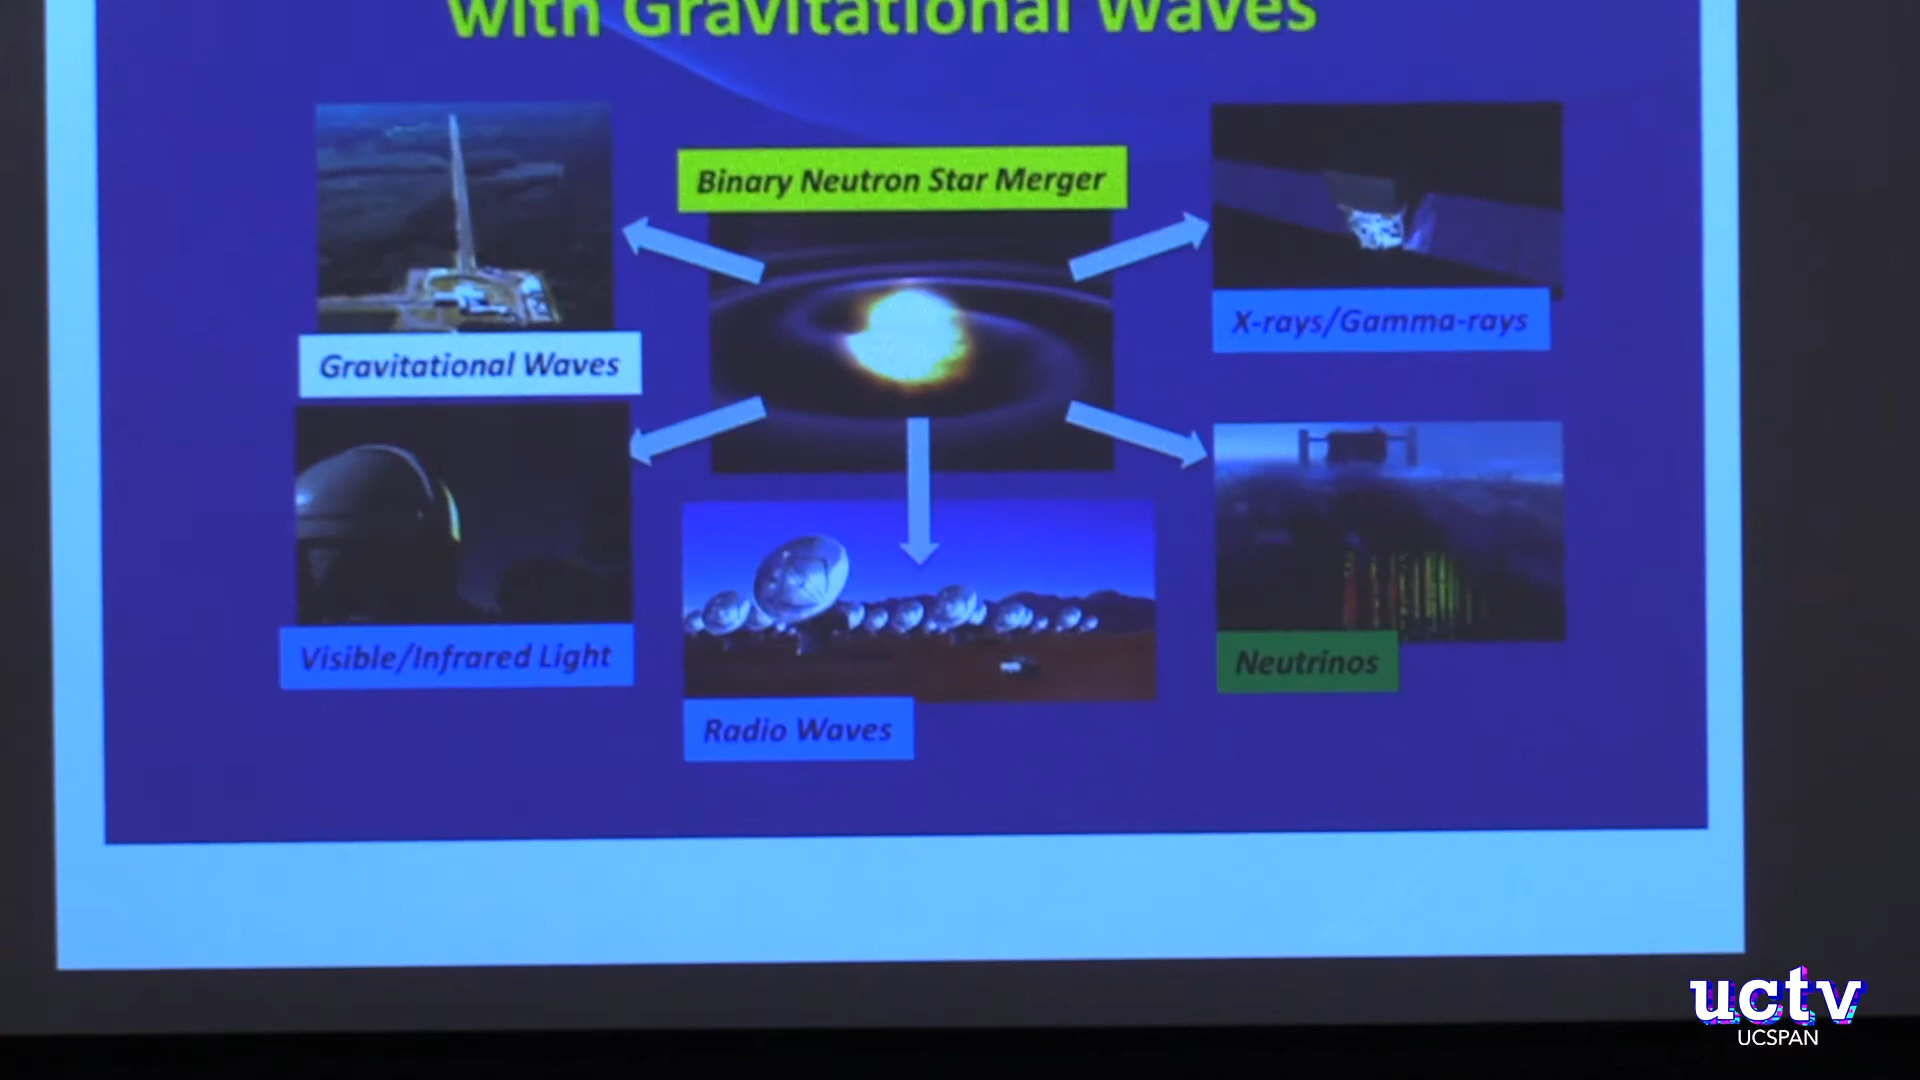 with Gravitational Waves
Binary Neutron Star Merger
Gravitational Waves
X-rays/Gamma-rays
Visible/Infrared Light
Radio Waves
Neutrinos
uctv
UCSPAN